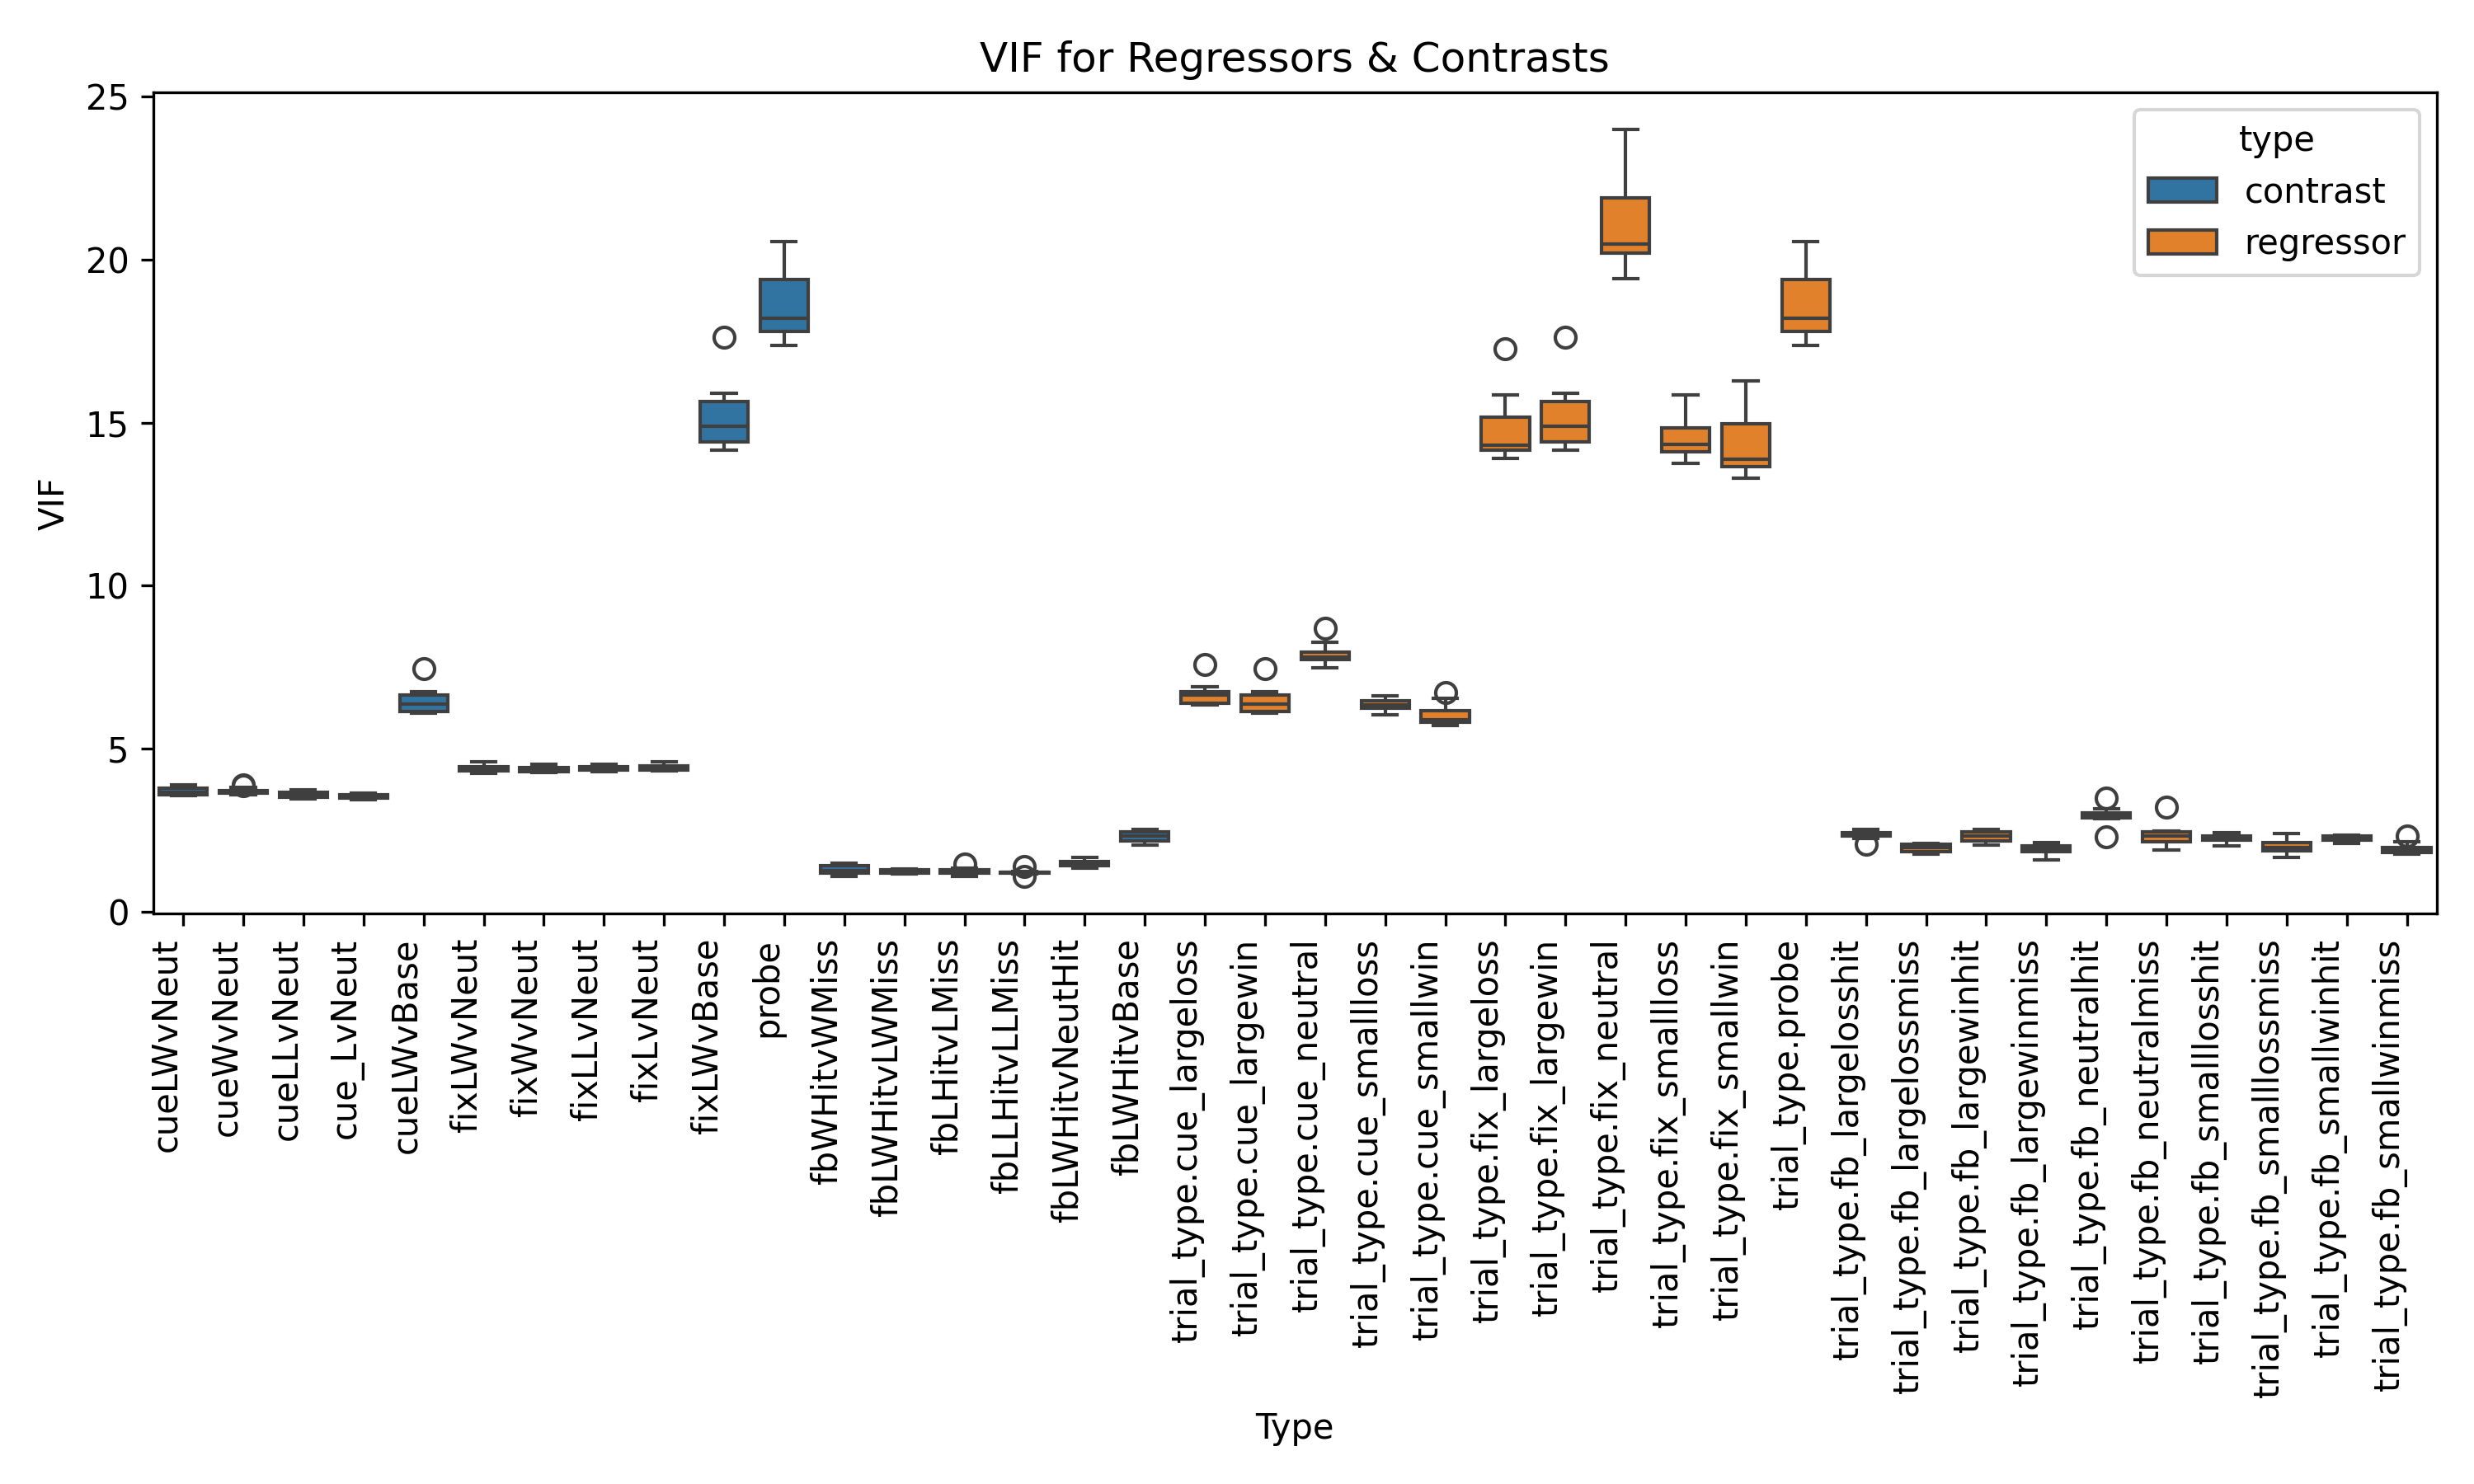 VIF for Regressors & Contrasts
25
20
15
10
5
0
VIF
type
contrast
regressor
cueLWvNeut
cueWvNeut
cueLLvNeut
cue_LvNeut
cueLWvBase
fixLWvNeut
fixWvNeut
fixLLvNeut
fixLvNeut
fixLWvBase
probe
fbWHitvWMiss
fbLWHitvLWMiss
fbLHitvLMiss
fbLLHitvLLMiss
fbLWHitvNeutHit
fbLWHitvBase
trial_type.cue_largeloss
trial_type.cue_largewin
trial_type.cue_neutral
trial_type.cue_smallloss
trial_type.cue_smallwin
trial_type.fix_largeloss
trial_type.fix_largewin
trial_type.fix_neutral
trial_type.fix_smallloss
trial_type.fix_smallwin
trial_type.probe
trial_type.fb_largelosshit
trial_type.fb_largelossmiss
trial_type.fb_largewinhit
trial_type.fb_largewinmiss
trial_type.fb_neutralhit
trial_type.fb_neutralmiss
trial_type.fb_smalllosshit
trial_type.fb_smalllossmiss
trial_type.fb_smallwinhit
trial_type.fb_smallwinmiss
Type